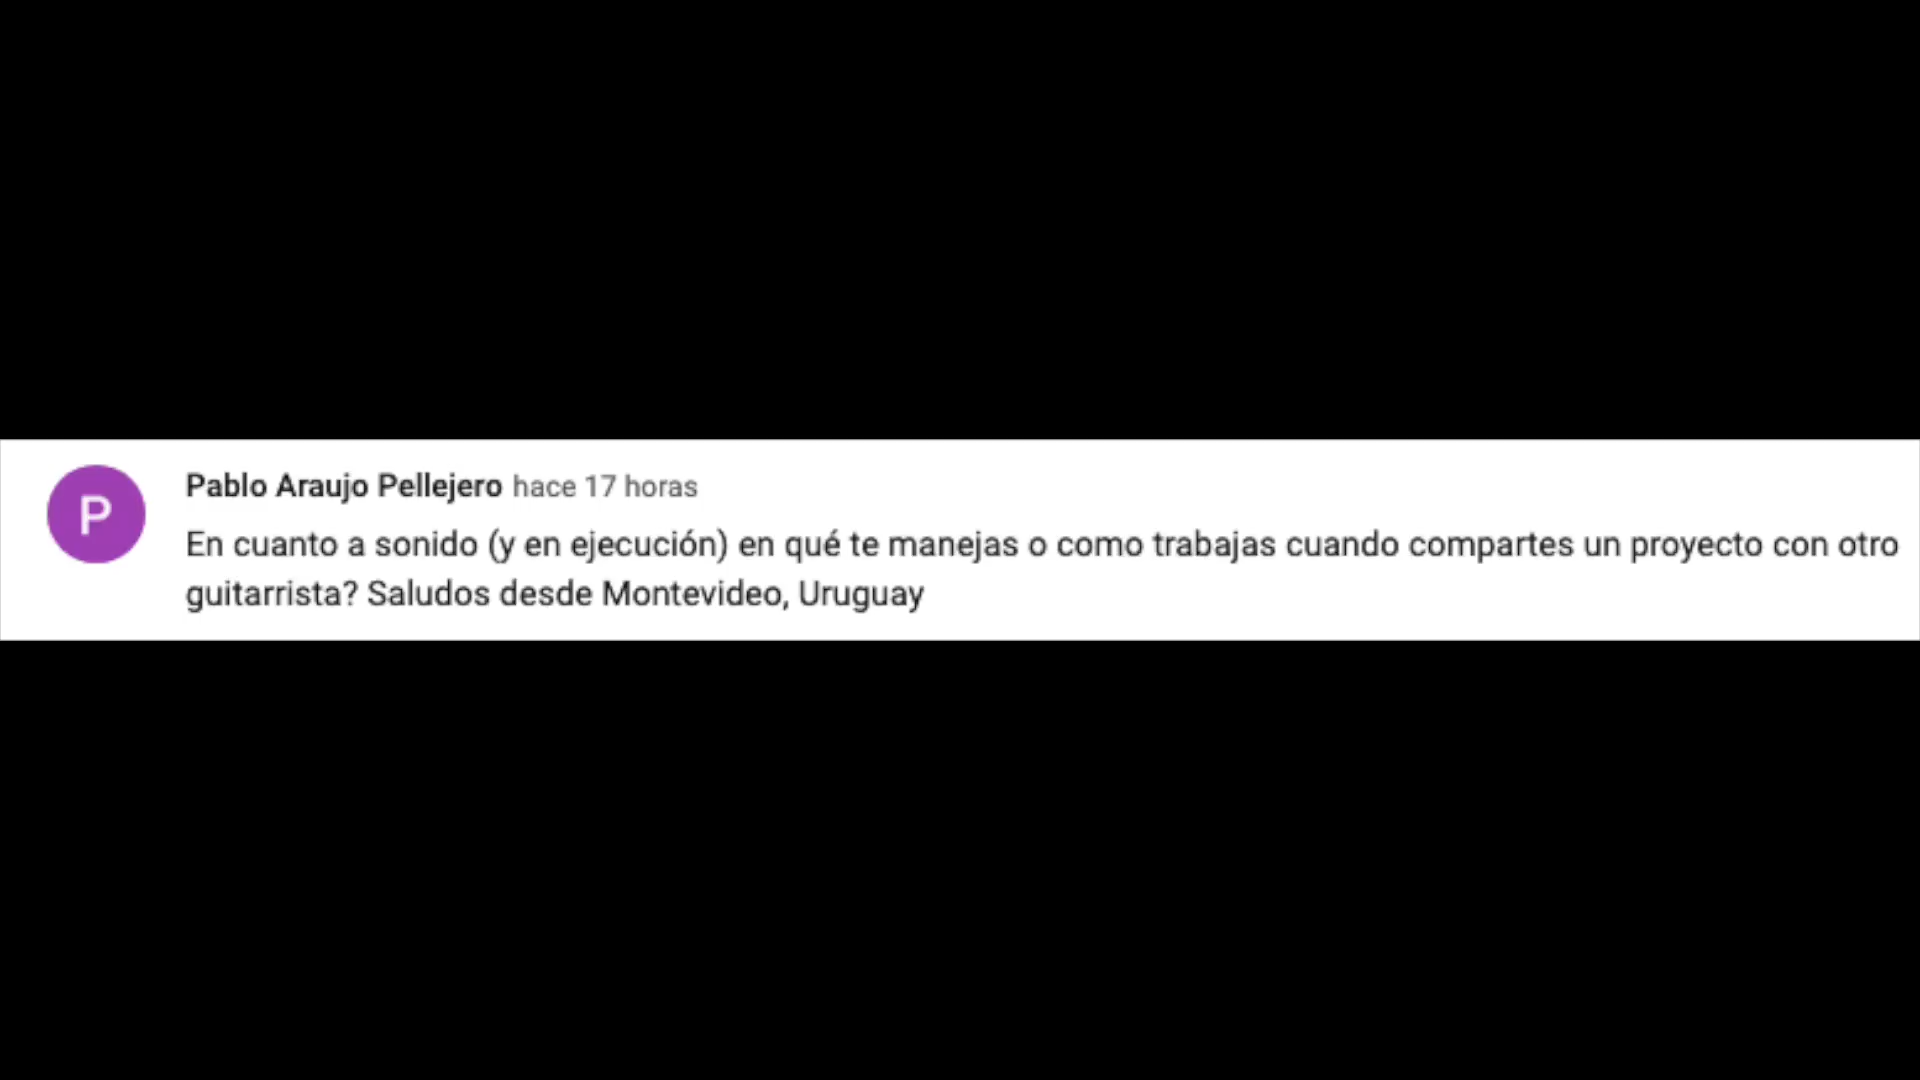 P
Pablo Araujo Pellejero hace 17 horas
En cuanto a sonido (y en ejecución) en qué te manejas o como trabajas cuando compartes un proyecto con otro
guitarrista? Saludos desde Montevideo, Uruguay